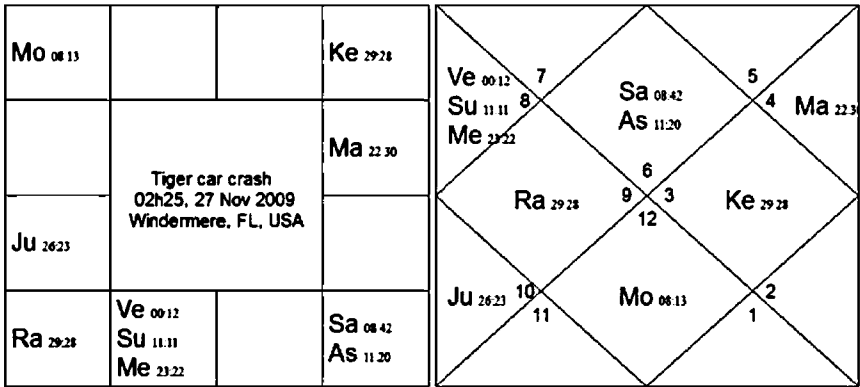 Mo 08:13
Ke 29:28
Ma 22:30
Tiger car crash
02h25, 27 Nov 2009
Windermere, FL, USA
Ju 26:23
Ra 29:28
Ve 00:12
Su 11:11
Me 23:22
Sa 08:42
As 11:20
Ve 00:12
Su 11:11
Me 23:22
8
7
Sa 08:42
As 11:20
5
4
Ma 22:30
6
Ra 29:28
9
3
Ke 29:28
12
Ju 26:23
10
11
Mo 08:13
2
1